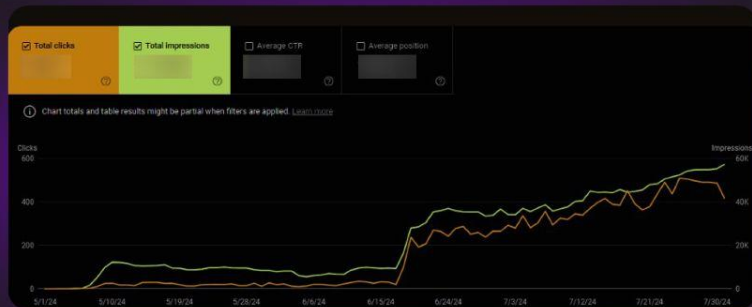 Total clicks
Total impressions
Average CTR
Average position
Chart totals and table results might be partial when filters are applied. Learn more
Clicks
Impressions
600
60K
400
40K
200
20K
0
0
5/1/24 5/10/24 5/19/24 5/28/24 6/6/24 6/15/24 6/24/24 7/3/24 7/12/24 7/21/24 7/30/24